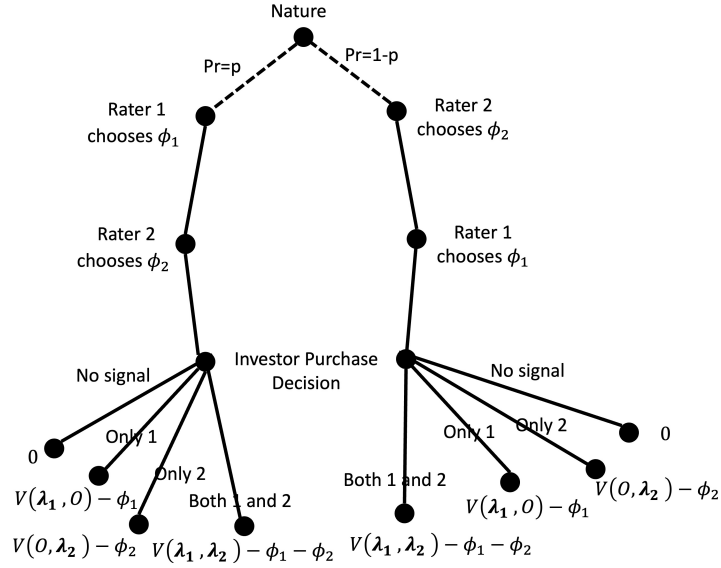 Nature
Pr=p
Pr=1-p
Rater 1
chooses ϕ₁
Rater 2
chooses ϕ₂
Rater 2
chooses ϕ₂
Rater 1
chooses ϕ₁
Investor Purchase
Decision
No signal
Only 1
Only 2
Both 1 and 2
No signal
Only 2
Only 1
Both 1 and 2
0
V(λ₁, O) − ϕ₁
V(O, λ₂) − ϕ₂
V(λ₁, λ₂) − ϕ₁ − ϕ₂
V(λ₁, λ₂) − ϕ₁ − ϕ₂
V(λ₁, O) − ϕ₁
V(O, λ₂) − ϕ₂
0